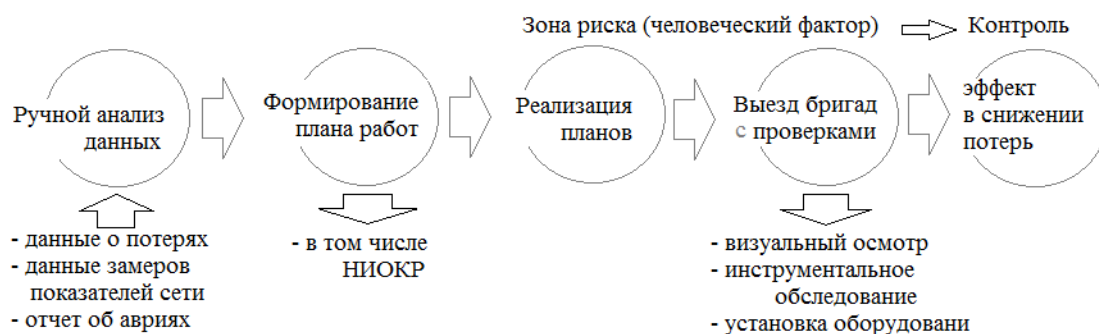 Зона риска (человеческий фактор) Контроль
Ручной анализ
данных
Формирование
плана работ
Реализация
планов
Выезд бригад
с проверками
эффект
в снижении
потерь
- данные о потерях
- данные замеров
показателей сети
- отчет об авриях
- в том числе
НИОКР
- визуальный осмотр
- инструментальное
обследование
- установка оборудовани